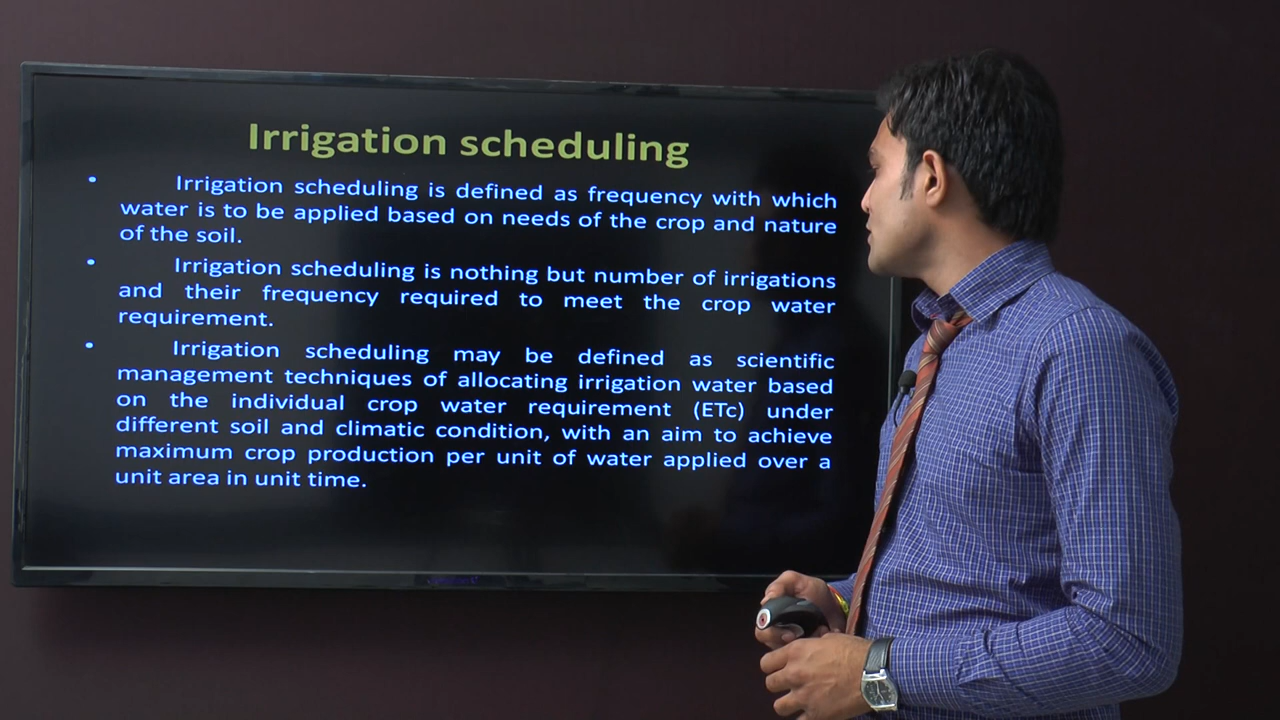 Irrigation scheduling
• Irrigation scheduling is defined as frequency with which
water is to be applied based on needs of the crop and nature
of the soil.
• Irrigation scheduling is nothing but number of irrigations
and their frequency required to meet the crop water
requirement.
• Irrigation scheduling may be defined as scientific
management techniques of allocating irrigation water based
on the individual crop water requirement (ETc) under
different soil and climatic condition, with an aim to achieve
maximum crop production per unit of water applied over a
unit area in unit time.